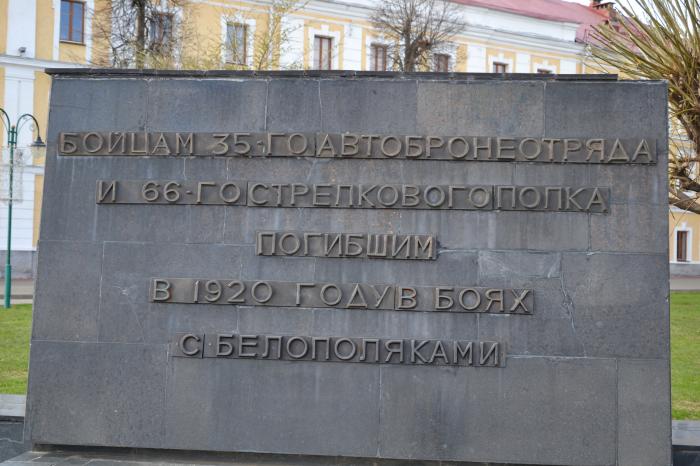 БОЙЦАМ 35-ГО АВТОБРОНЕОТРЯДА
И 66-ГО СТРЕЛКОВОГО ПОЛКА
ПОГИБШИМ
В 1920 ГОДУ В БОЯХ
С БЕЛОПОЛЯКАМИ